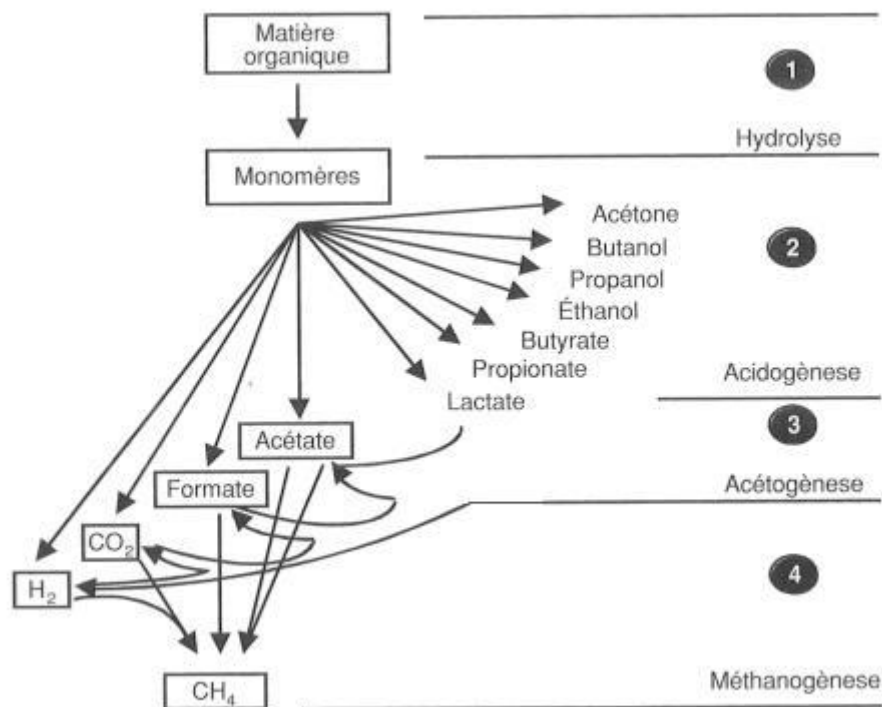 Matière
organique
1
Hydrolyse
Monomères
Acétone
Butanol
2
Propanol
Éthanol
Butyrate
Propionate
Acidogènese
Lactate
3
Acétate
Formate
Acétogènese
CO2
H2
4
CH4
Méthanogènese